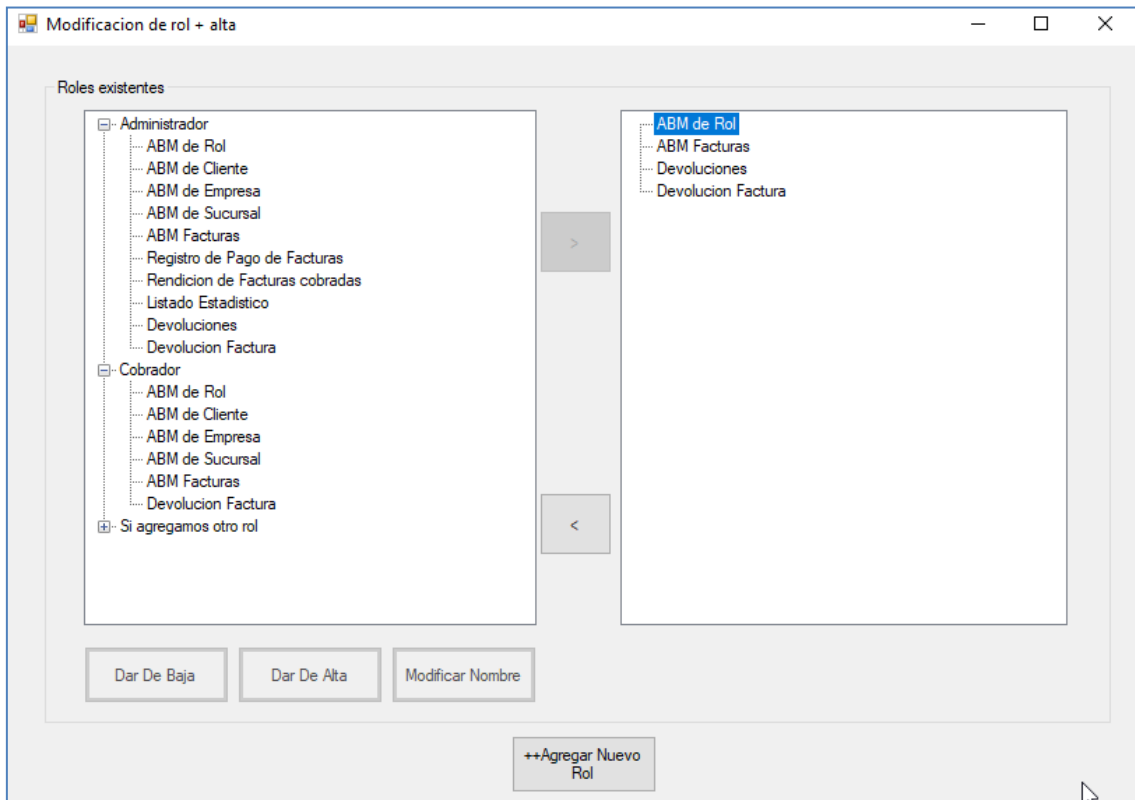 Modificacion de rol + alta
Roles existentes
Administrador
ABM de Rol
ABM de Cliente
ABM de Empresa
ABM de Sucursal
ABM Facturas
Registro de Pago de Facturas
Rendicion de Facturas cobradas
Listado Estadistico
Devoluciones
Devolucion Factura
Cobrador
ABM de Rol
ABM de Cliente
ABM de Empresa
ABM de Sucursal
ABM Facturas
Devolucion Factura
Si agregamos otro rol
>
<
ABM de Rol
ABM Facturas
Devoluciones
Devolucion Factura
Dar De Baja
Dar De Alta
Modificar Nombre
++Agregar Nuevo
Rol